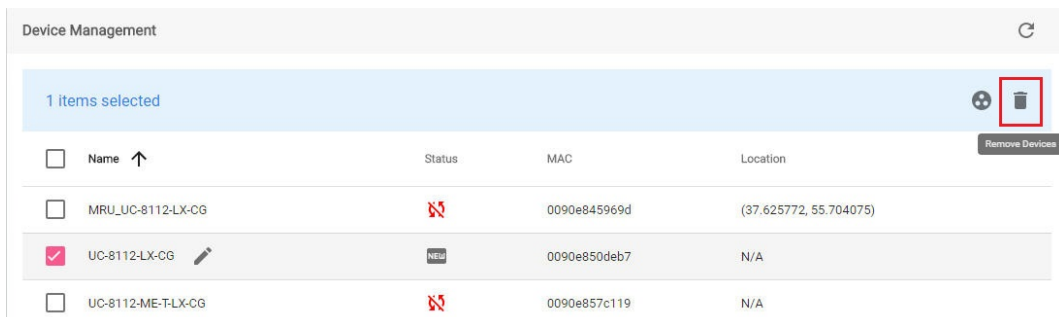 Device Management
1 items selected
Remove Devices
Name Status MAC Location
MRU_UC-8112-LX-CG 0090e845969d (37.625772, 55.704075)
UC-8112-LX-CG NEW 0090e850deb7 N/A
UC-8112-ME-T-LX-CG 0090e857c119 N/A